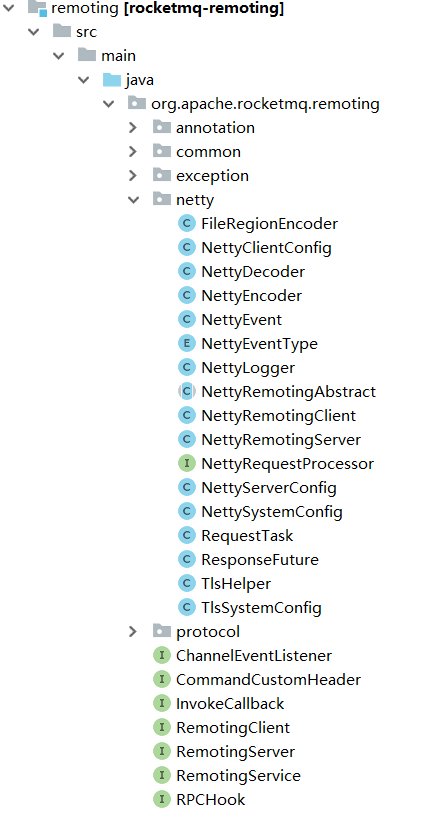 remoting [rocketmq-remoting]
src
main
java
org.apache.rocketmq.remoting
annotation
common
exception
netty
C FileRegionEncoder
C NettyClientConfig
C NettyDecoder
C NettyEncoder
C NettyEvent
E NettyEventType
C NettyLogger
C NettyRemotingAbstract
C NettyRemotingClient
C NettyRemotingServer
I NettyRequestProcessor
C NettyServerConfig
C NettySystemConfig
C RequestTask
C ResponseFuture
C TlsHelper
C TlsSystemConfig
protocol
I ChannelEventListener
I CommandCustomHeader
I InvokeCallback
I RemotingClient
I RemotingServer
I RemotingService
I RPCHook